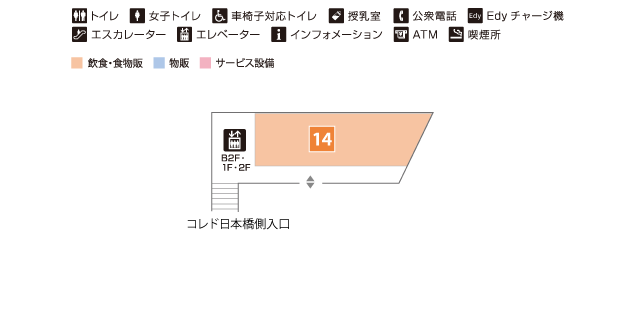 トイレ 女子トイレ 車椅子対応トイレ 授乳室 公衆電話 Edy Edyチャージ機
エスカレーター エレベーター インフォメーション ATM 喫煙所
飲食・食物販 物販 サービス設備
14
B2F・
1F・2F
コレド日本橋側入口